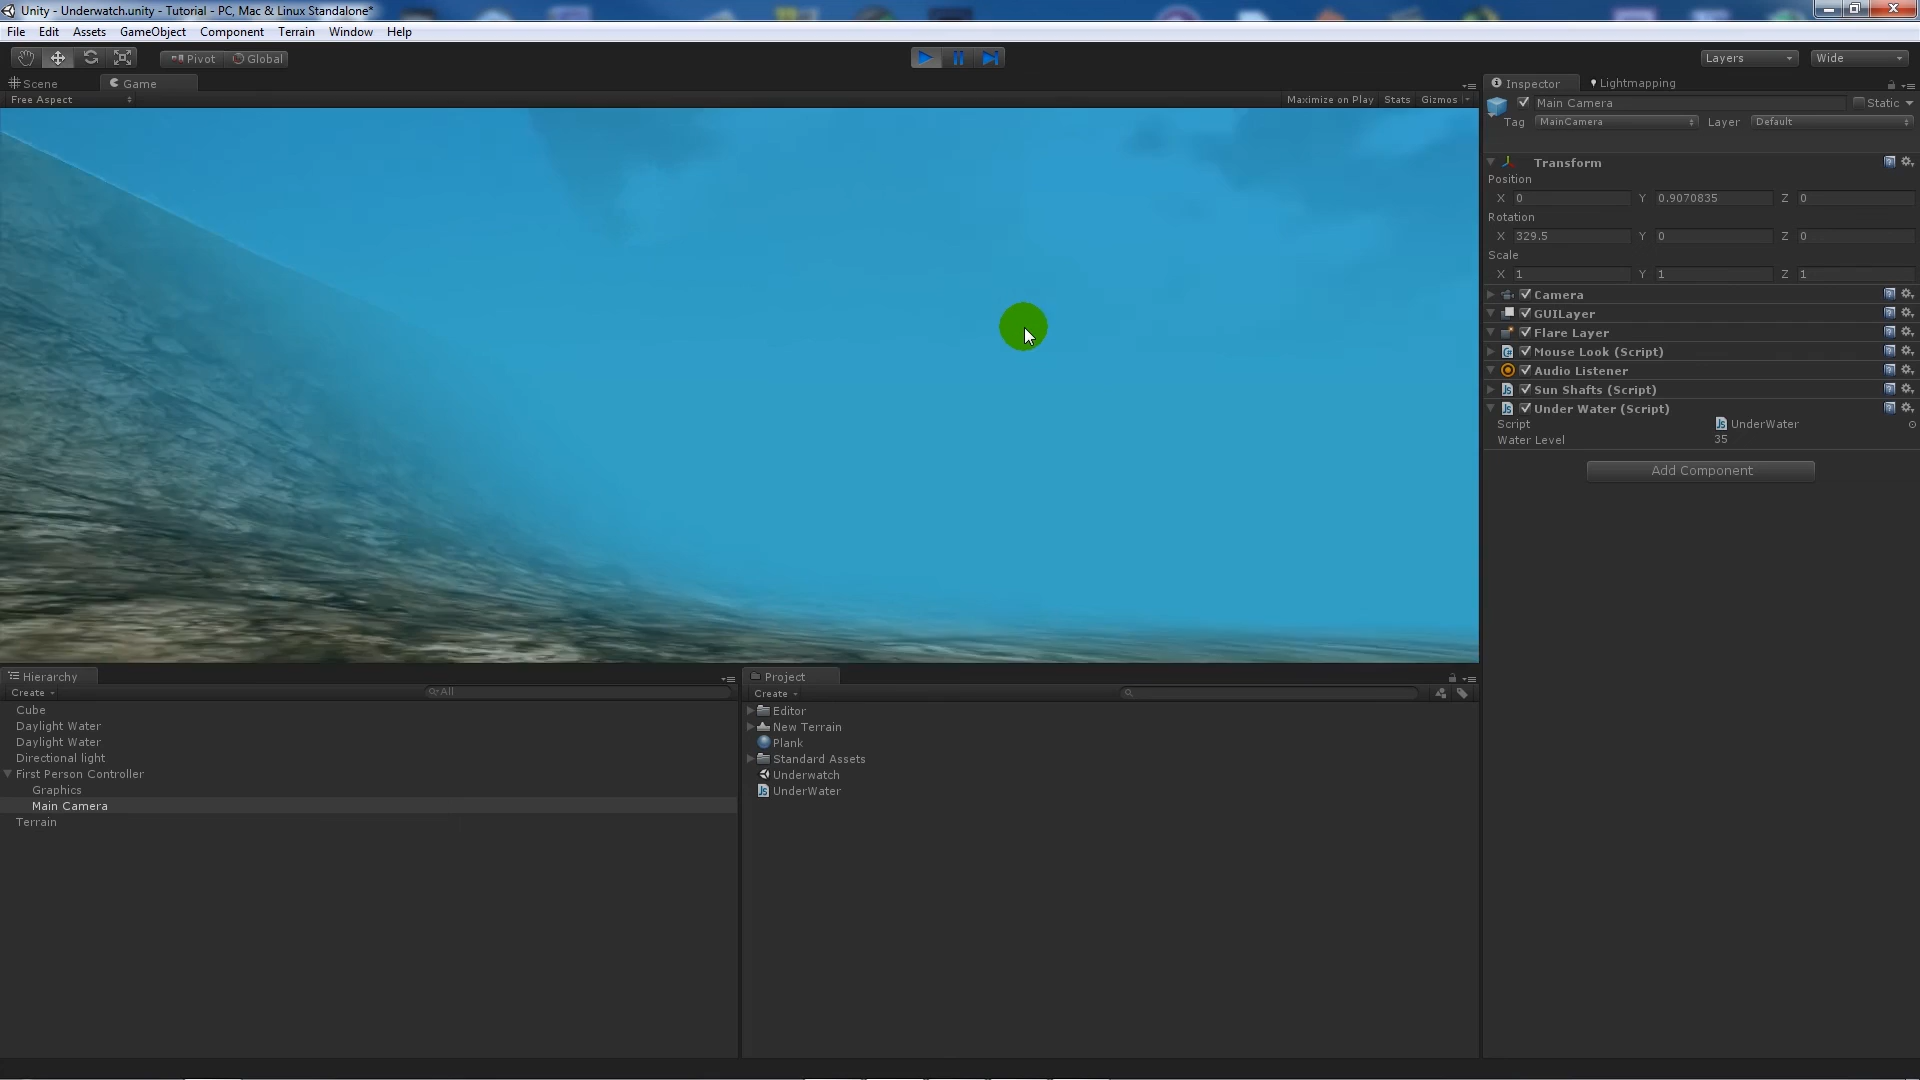 Unity - Underwatch.unity - Tutorial - PC, Mac & Linux Standalone*
File Edit Assets GameObject Component Terrain Window Help
Pivot Global Layers Wide
Scene Game
Free Aspect Maximize on Play Stats Gizmos
Inspector Lightmapping
Main Camera Static
Tag MainCamera Layer Default
Transform
Position
X 0 Y 0.9070835 Z 0
Rotation
X 329.5 Y 0 Z 0
Scale
X 1 Y 1 Z 1
Camera
GUILayer
Flare Layer
Mouse Look (Script)
Audio Listener
Sun Shafts (Script)
Under Water (Script)
Script UnderWater
Water Level 35
Add Component
Hierarchy
Create All
Cube
Daylight Water
Daylight Water
Directional light
First Person Controller
Graphics
Main Camera
Terrain
Project
Create
Editor
New Terrain
Plank
Standard Assets
Underwatch
UnderWater